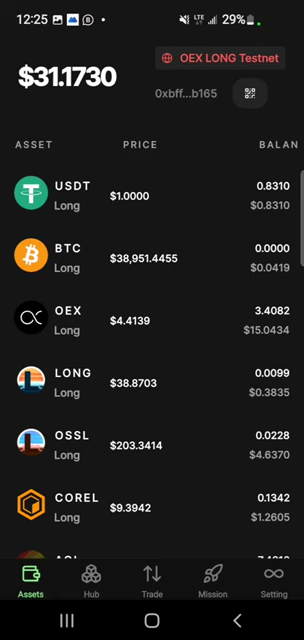 12:25 LTE 29%
$31.1730
OEX LONG Testnet
0xbff...b165
ASSET PRICE BALAN
USDT $1.0000 0.8310
Long $0.8310
BTC $38,951.4455 0.0000
Long $0.0419
OEX $4.4139 3.4082
Long $15.0434
LONG $38.8703 0.0099
Long $0.3835
OSSL $203.3414 0.0228
Long $4.6370
COREL $9.3942 0.1342
Long $1.2605
Assets Hub Trade Mission Setting